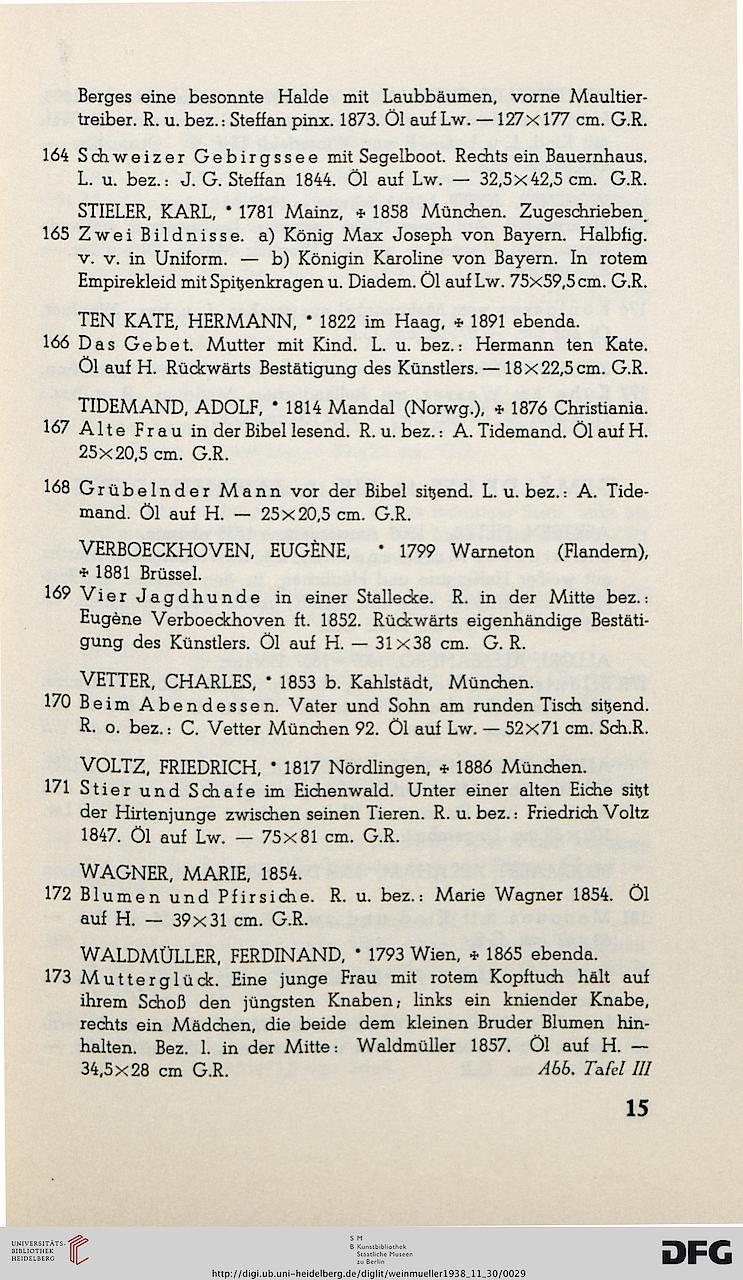 Berges eine besonnte Halde mit Laubbäumen, vorne Maultier-
treiber. R. u. bez.: Steffan pinx. 1873. Öl auf Lw. — 127×177 cm. G.R.
164 Schweizer Gebirgssee mit Segelboot. Rechts ein Bauernhaus.
L. u. bez.: J. G. Steffan 1844. Öl auf Lw. — 32,5×42,5 cm. G.R.
STIELER, KARL, * 1781 Mainz, ✢ 1858 München. Zugeschrieben.
165 Zwei Bildnisse. a) König Max Joseph von Bayern. Halbfig.
v. v. in Uniform. — b) Königin Karoline von Bayern. In rotem
Empirekleid mit Spitzenkragen u. Diadem. Öl auf Lw. 75×59,5 cm. G.R.
TEN KATE, HERMANN, * 1822 im Haag, ✢ 1891 ebenda.
166 Das Gebet. Mutter mit Kind. L. u. bez.: Hermann ten Kate.
Öl auf H. Rückwärts Bestätigung des Künstlers. — 18×22,5 cm. G.R.
TIDEMAND, ADOLF, * 1814 Mandal (Norwg.), ✢ 1876 Christiania.
167 Alte Frau in der Bibel lesend. R. u. bez.: A. Tidemand. Öl auf H.
25×20,5 cm. G.R.
168 Grübelnder Mann vor der Bibel sitzend. L. u. bez.: A. Tide-
mand. Öl auf H. — 25×20,5 cm. G.R.
VERBOECKHOVEN, EUGÈNE, * 1799 Warneton (Flandern),
✢ 1881 Brüssel.
169 Vier Jagdhunde in einer Stallecke. R. in der Mitte bez.:
Eugène Verboeckhoven ft. 1852. Rückwärts eigenhändige Bestäti-
gung des Künstlers. Öl auf H. — 31×38 cm. G. R.
VETTER, CHARLES, * 1853 b. Kahlstädt, München.
170 Beim Abendessen. Vater und Sohn am runden Tisch sitzend.
R. o. bez.: C. Vetter München 92. Öl auf Lw. — 52×71 cm. Sch.R.
VOLTZ, FRIEDRICH, * 1817 Nördlingen, ✢ 1886 München.
171 Stier und Schafe im Eichenwald. Unter einer alten Eiche sitzt
der Hirtenjunge zwischen seinen Tieren. R. u. bez.: Friedrich Voltz
1847. Öl auf Lw. — 75×81 cm. G.R.
WAGNER, MARIE, 1854.
172 Blumen und Pfirsiche. R. u. bez.: Marie Wagner 1854. Öl
auf H. — 39×31 cm. G.R.
WALDMÜLLER, FERDINAND, * 1793 Wien, ✢ 1865 ebenda.
173 Mutterglück. Eine junge Frau mit rotem Kopftuch hält auf
ihrem Schoß den jüngsten Knaben; links ein kniender Knabe,
rechts ein Mädchen, die beide dem kleinen Bruder Blumen hin-
halten. Bez. l. in der Mitte: Waldmüller 1857. Öl auf H. —
34,5×28 cm G.R. Abb. Tafel III
15
UNIVERSITÄTS-
BIBLIOTHEK
HEIDELBERG
S M
B Kunstbibliothek
Staatliche Museen
zu Berlin
DFG
http://digi.ub.uni-heidelberg.de/diglit/weinmueller1938_11_30/0029